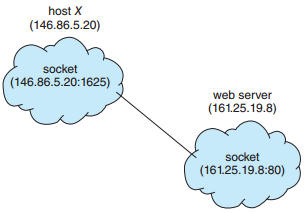 host X
(146.86.5.20)
socket
(146.86.5.20:1625)
web server
(161.25.19.8)
socket
(161.25.19.8:80)